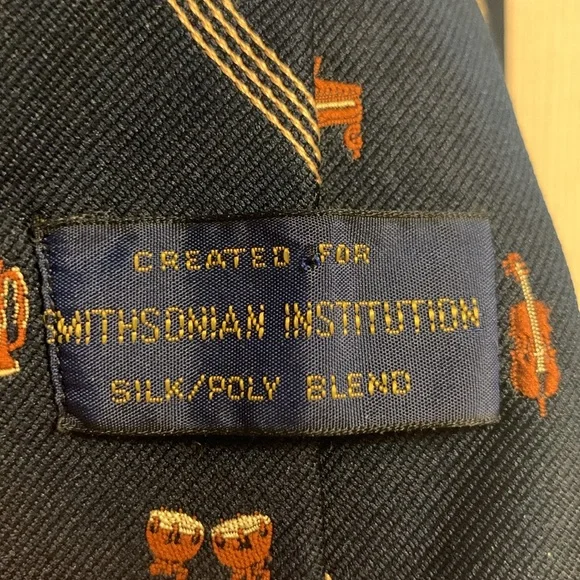 CREATED FOR
SMITHSONIAN INSTITUTION
SILK/POLY BLEND